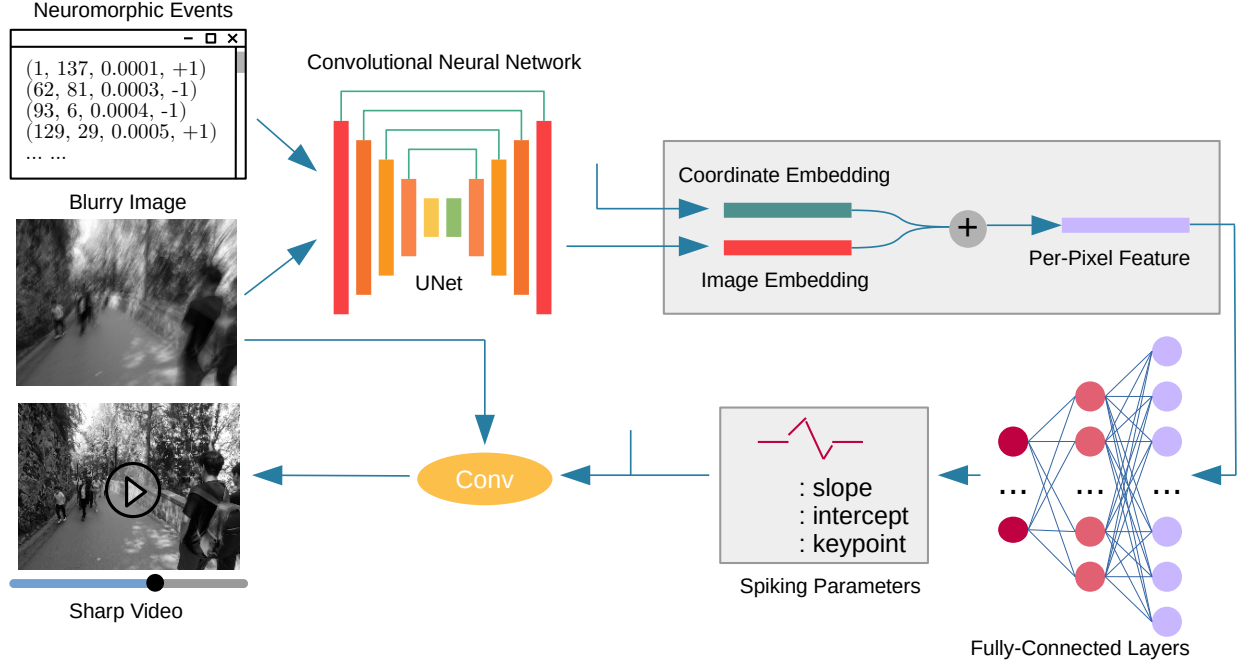 Neuromorphic Events
(1, 137, 0.0001, +1)
(62, 81, 0.0003, -1)
(93, 6, 0.0004, -1)
(129, 29, 0.0005, +1)
... ...
Blurry Image
Convolutional Neural Network
UNet
Coordinate Embedding
Image Embedding
+
Per-Pixel Feature
Conv
: slope
: intercept
: keypoint
Spiking Parameters
... ... ...
Fully-Connected Layers
Sharp Video